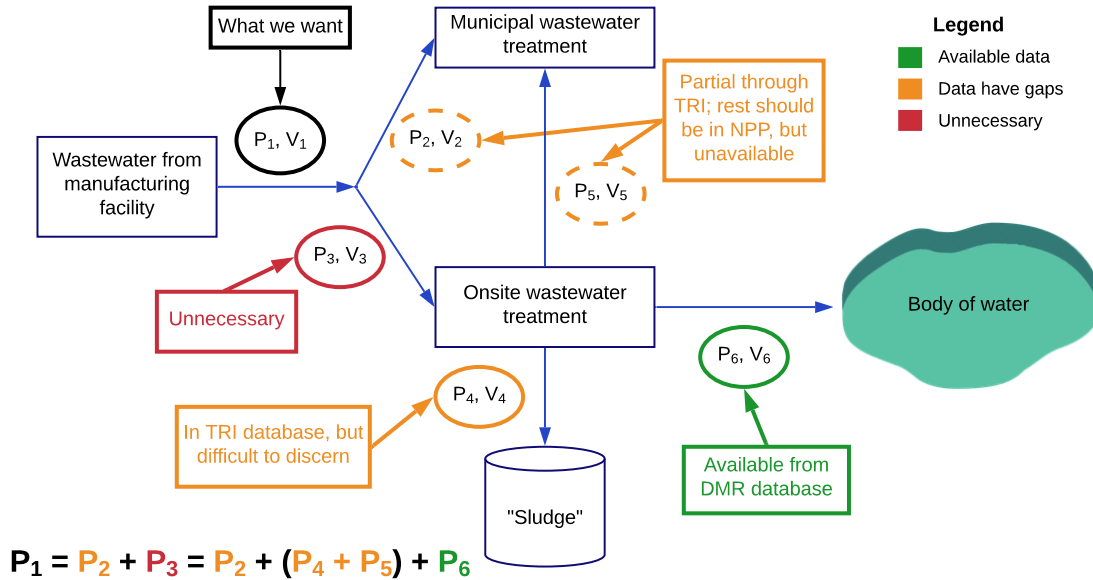 What we want
Municipal wastewater
treatment
Legend
Available data
Data have gaps
Unnecessary
Partial through
TRI; rest should
be in NPP, but
unavailable
P₁, V₁
P₂, V₂
Wastewater from
manufacturing
facility
P₅, V₅
P₃, V₃
Unnecessary
Onsite wastewater
treatment
Body of water
P₆, V₆
P₄, V₄
In TRI database, but
difficult to discern
Available from
DMR database
"Sludge"
P₁ = P₂ + P₃ = P₂ + (P₄ + P₅) + P₆